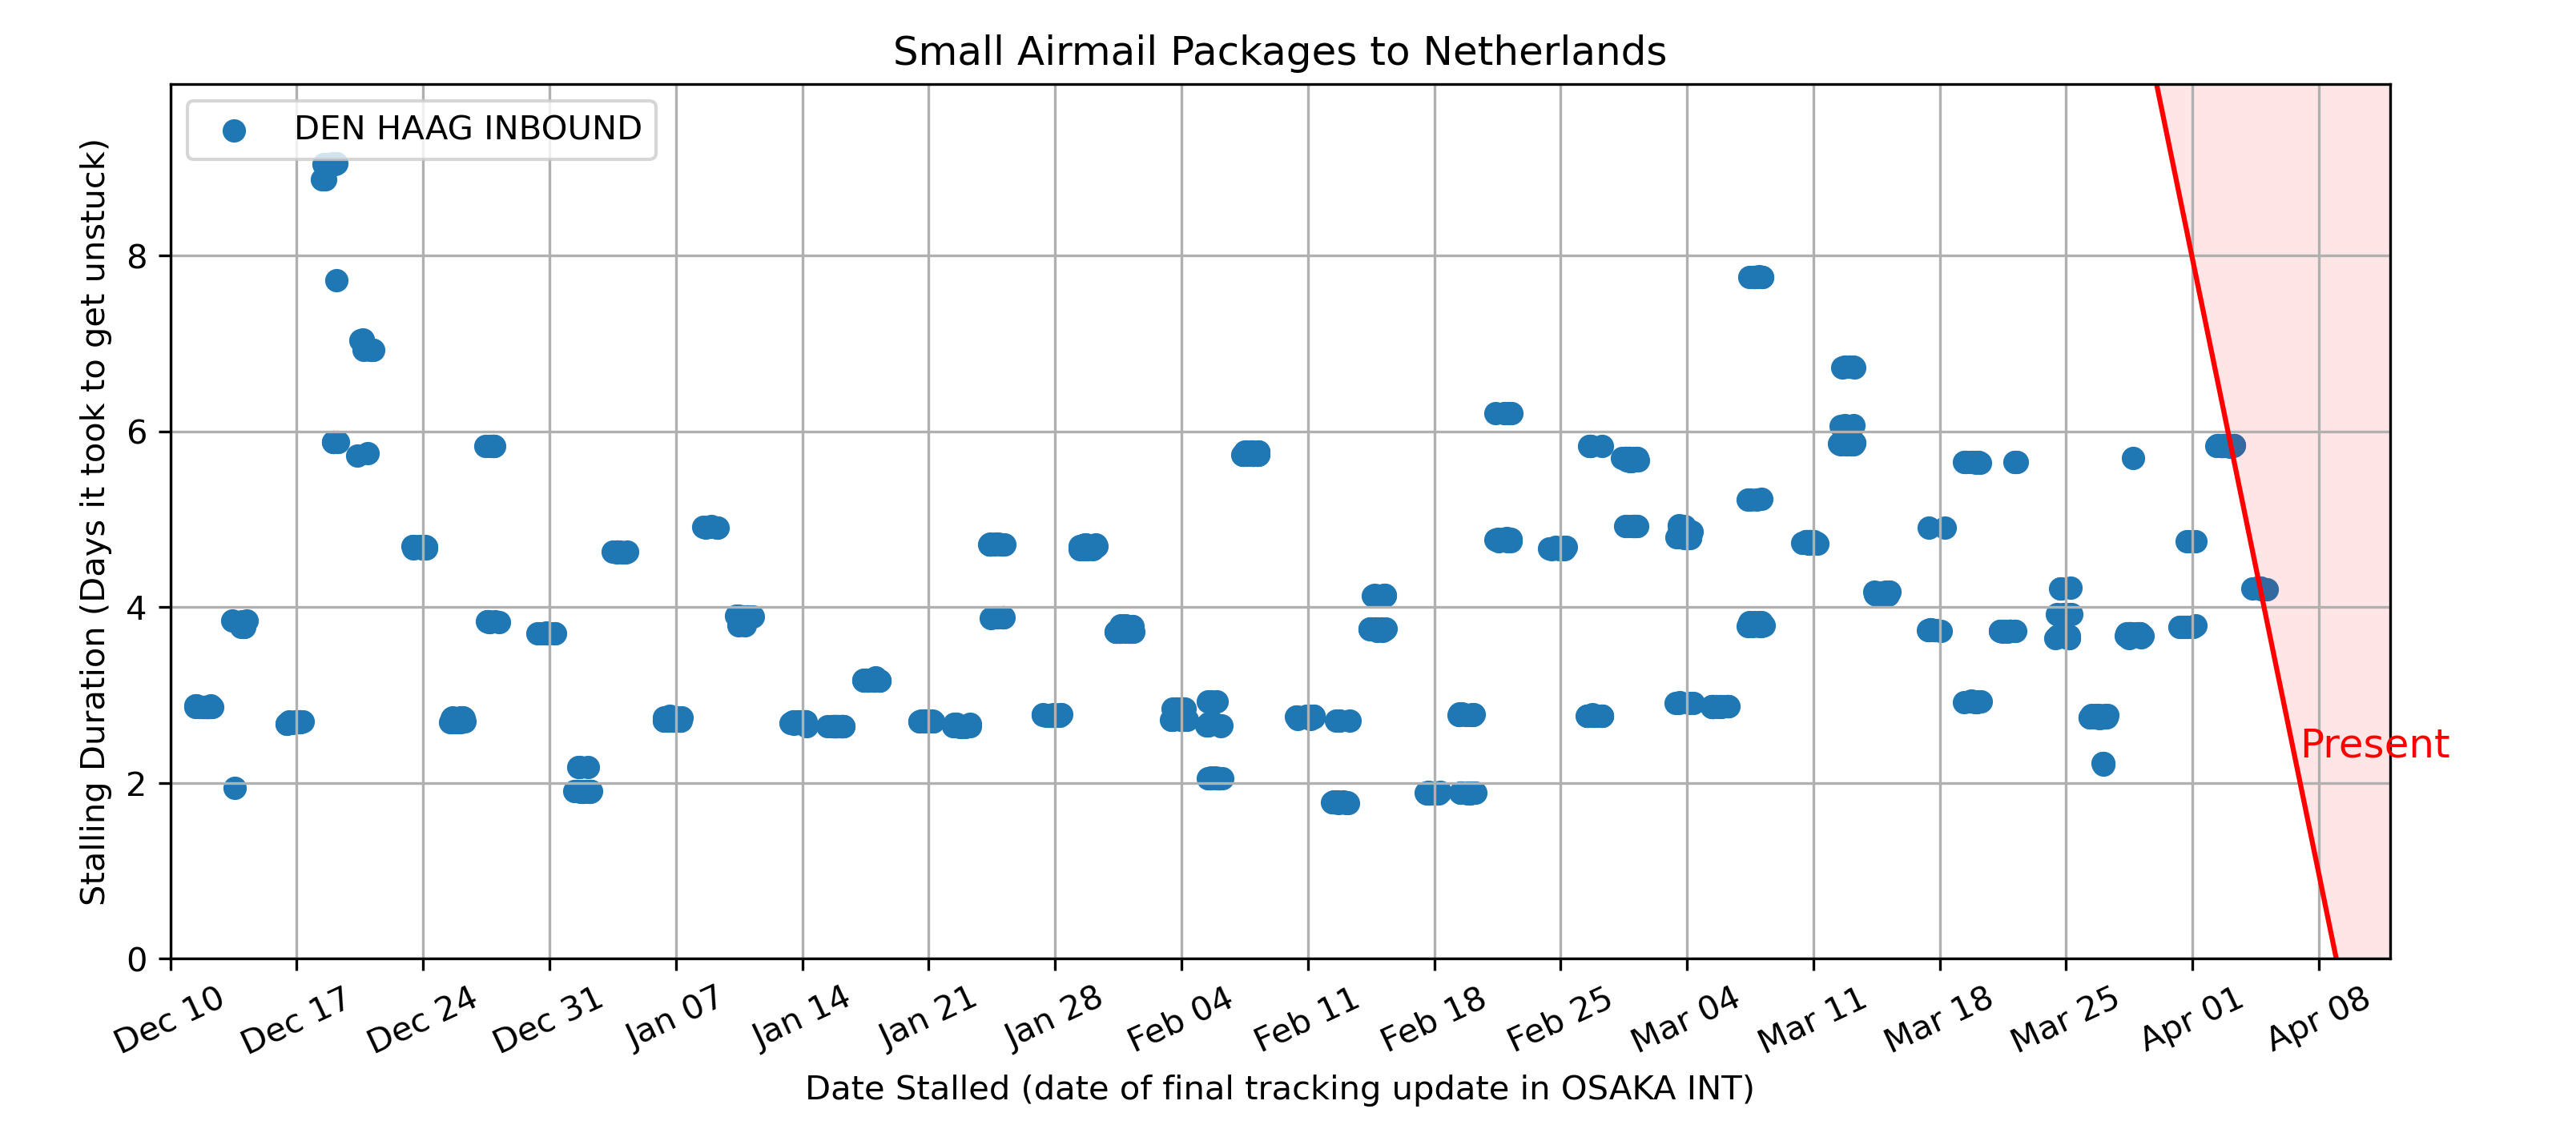 Small Airmail Packages to Netherlands
DEN HAAG INBOUND
Stalling Duration (Days it took to get unstuck)
8
6
4
2
0
Present
Dec 10 Dec 17 Dec 24 Dec 31 Jan 07 Jan 14 Jan 21 Jan 28 Feb 04 Feb 11 Feb 18 Feb 25 Mar 04 Mar 11 Mar 18 Mar 25 Apr 01 Apr 08
Date Stalled (date of final tracking update in OSAKA INT)